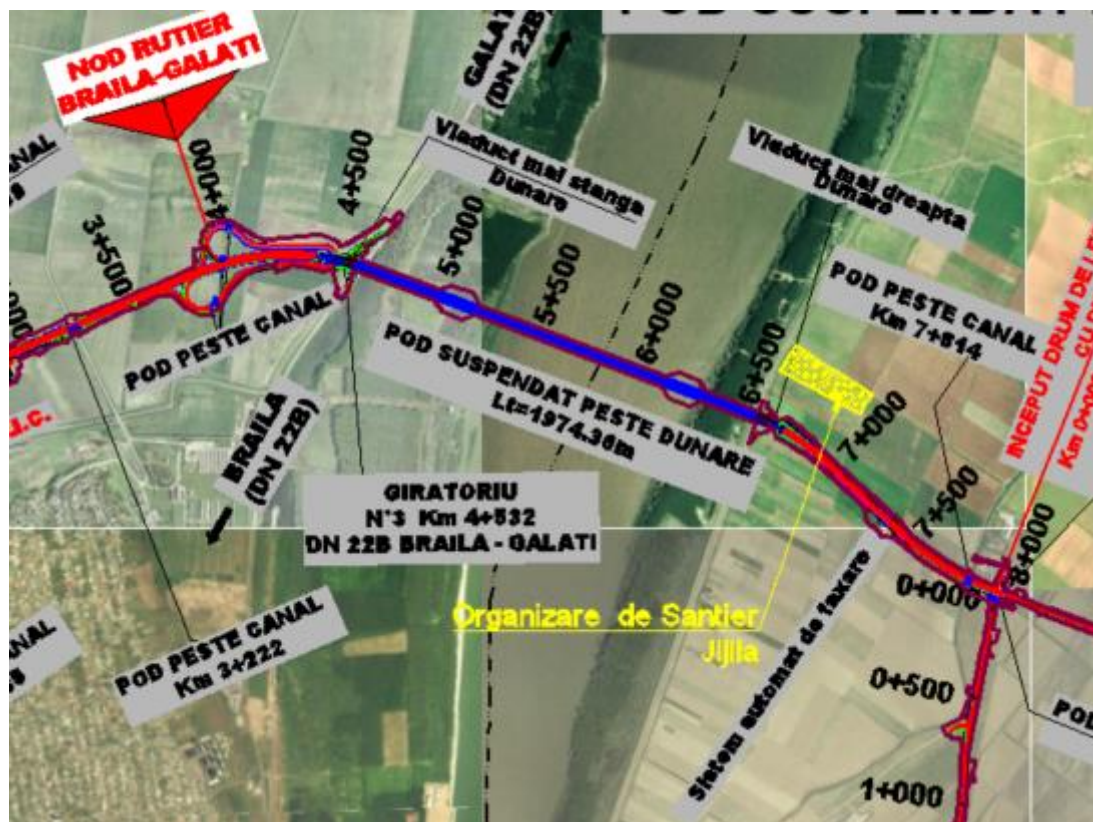 POD SUSPENDAT
NOD RUTIER
BRAILA-GALATI
GALATI
(DN 22B)
Viaduct mal stanga
Dunare
Viaduct mal dreapta
Dunare
4+000
4+500
3+500
5+000
5+500
6+000
6+500
7+000
7+500
8+000
POD PESTE CANAL
Km 7+814
INCEPUT DRUM DE
POD PESTE CANAL
POD SUSPENDAT PESTE DUNARE
Lt=1974.36m
BRAILA
(DN 22B)
GIRATORIU
N°3 Km 4+532
DN 22B BRAILA - GALATI
Organizare de Santier
Jijila
Sistem automat de taxare
POD PESTE CANAL
Km 3+222
0+000
0+500
1+000